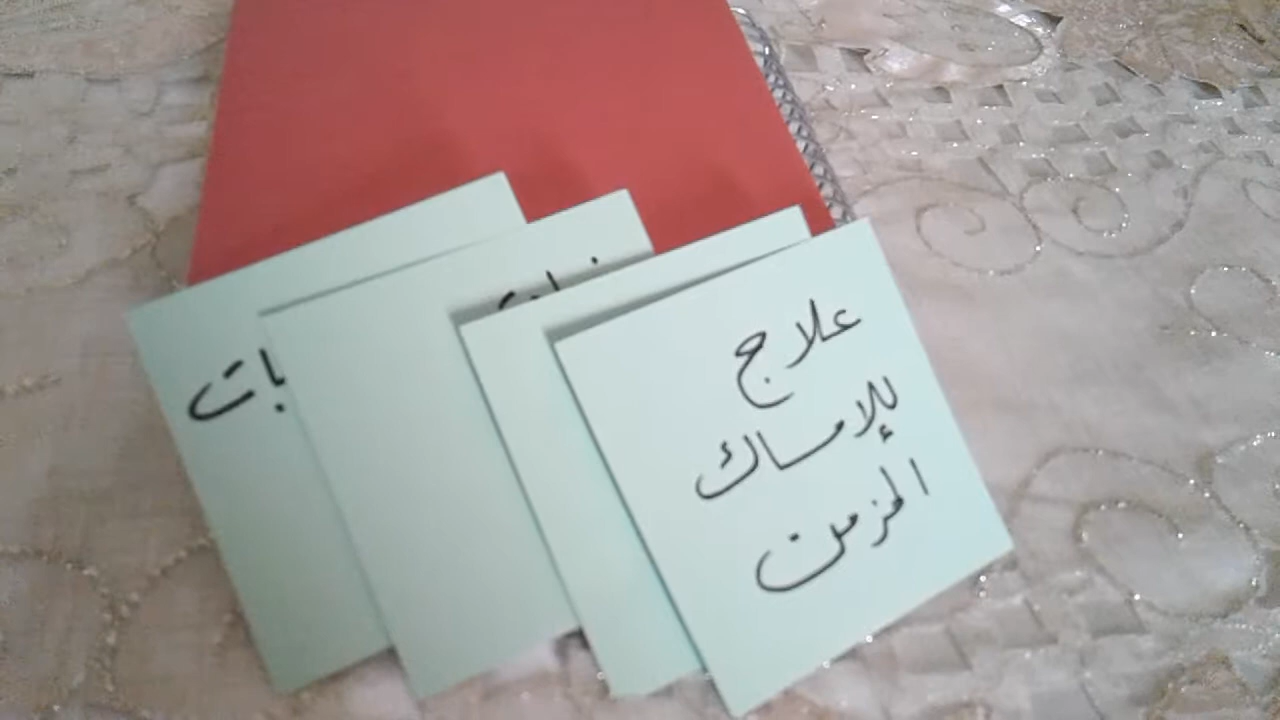 علاج
للإمساك
المزمن